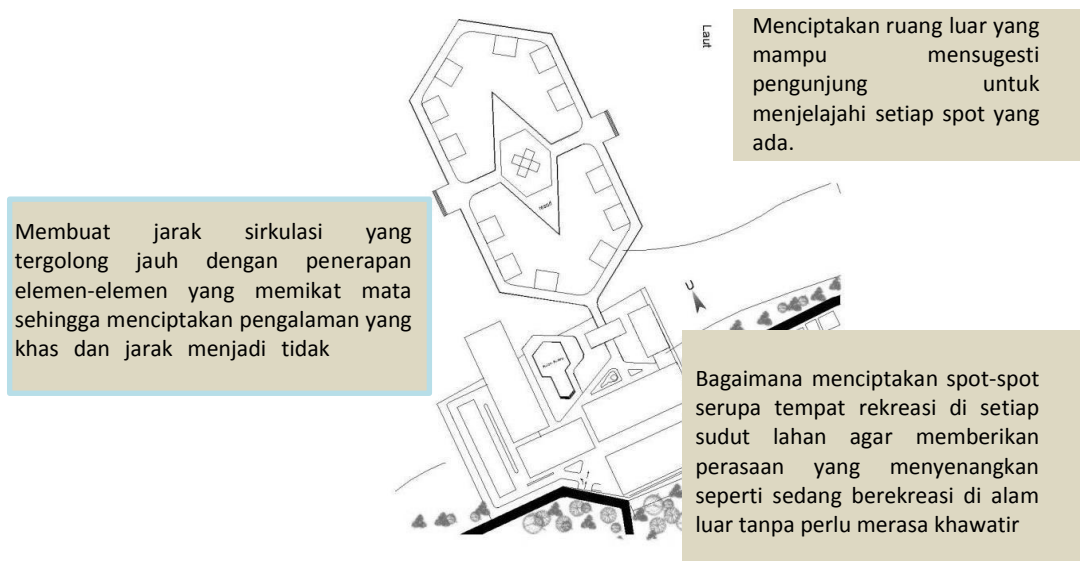 Laut
Menciptakan ruang luar yang
mampu mensugesti
pengunjung untuk
menjelajahi setiap spot yang
ada.
Membuat jarak sirkulasi yang
tergolong jauh dengan penerapan
elemen-elemen yang memikat mata
sehingga menciptakan pengalaman yang
khas dan jarak menjadi tidak
U
Bagaimana menciptakan spot-spot
serupa tempat rekreasi di setiap
sudut lahan agar memberikan
perasaan yang menyenangkan
seperti sedang berekreasi di alam
luar tanpa perlu merasa khawatir